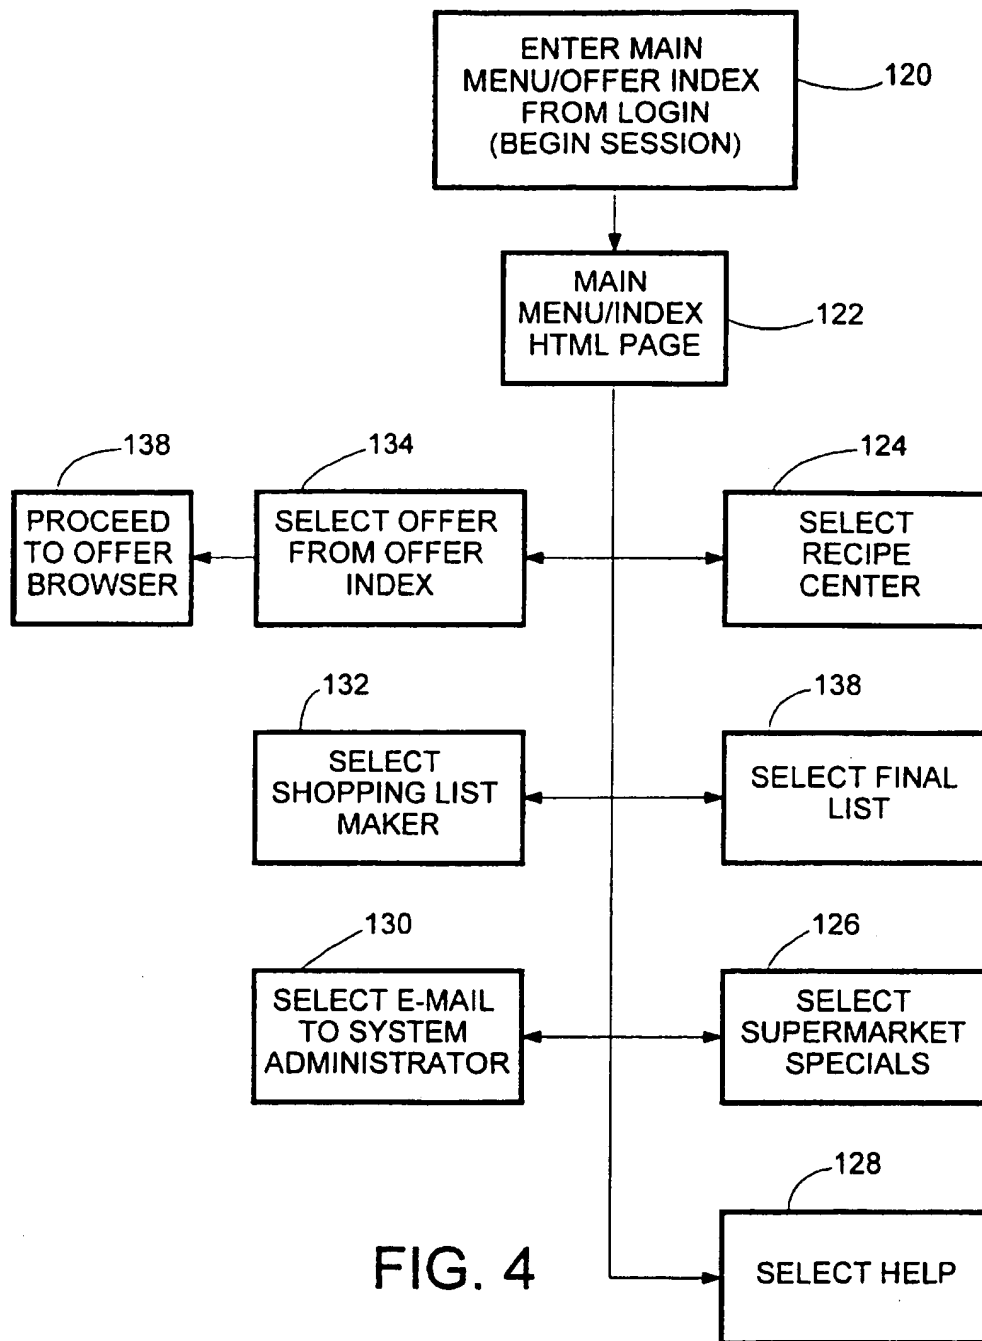 ENTER MAIN
MENU/OFFER INDEX
FROM LOGIN
(BEGIN SESSION)
120
MAIN
MENU/INDEX
HTML PAGE
122
138
PROCEED
TO OFFER
BROWSER
134
SELECT OFFER
FROM OFFER
INDEX
124
SELECT
RECIPE
CENTER
132
SELECT
SHOPPING LIST
MAKER
138
SELECT FINAL
LIST
130
SELECT E-MAIL
TO SYSTEM
ADMINISTRATOR
126
SELECT
SUPERMARKET
SPECIALS
128
SELECT HELP
FIG. 4